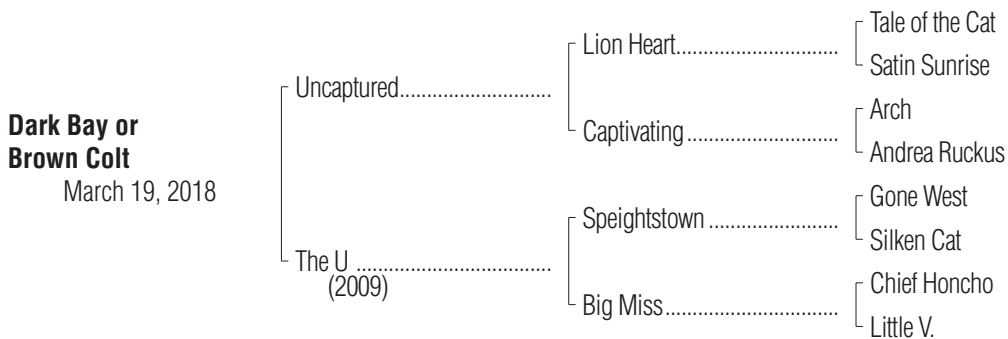 Dark Bay or
Brown Colt
March 19, 2018
Uncaptured
The U
(2009)
Lion Heart
Captivating
Speightstown
Big Miss
Tale of the Cat
Satin Sunrise
Arch
Andrea Ruckus
Gone West
Silken Cat
Chief Honcho
Little V.